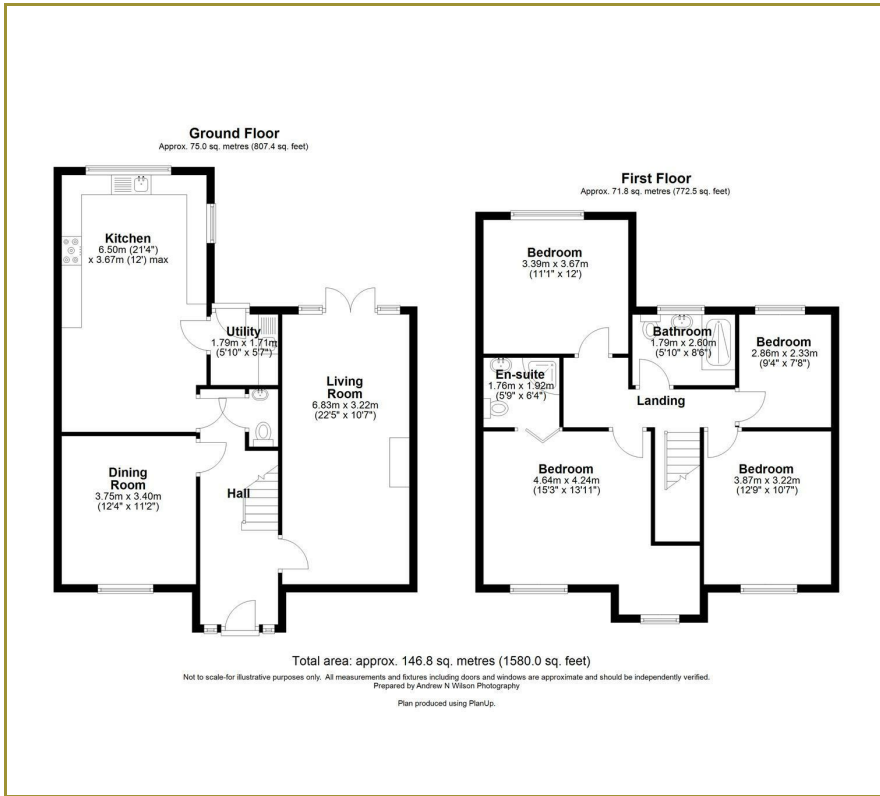 Ground Floor
Approx. 75.0 sq. metres (807.4 sq. feet)
Kitchen
6.50m (21'4")
x 3.67m (12') max
Utility
1.79m x 1.71m
(5'10" x 5'7")
Living
Room
6.83m x 3.22m
(22'5" x 10'7")
Dining
Room
3.75m x 3.40m
(12'4" x 11'2")
Hall
First Floor
Approx. 71.8 sq. metres (772.5 sq. feet)
Bedroom
3.39m x 3.67m
(11'1" x 12')
Bathroom
1.79m x 2.60m
(5'10" x 8'6")
Bedroom
2.86m x 2.33m
(9'4" x 7'8")
En-suite
1.76m x 1.92m
(5'9" x 6'4")
Landing
Bedroom
4.64m x 4.24m
(15'3" x 13'11")
Bedroom
3.87m x 3.22m
(12'9" x 10'7")
Total area: approx. 146.8 sq. metres (1580.0 sq. feet)
Not to scale-for illustrative purposes only. All measurements and fixtures including doors and windows are approximate and should be independently verified.
Prepared by Andrew N Wilson Photography
Plan produced using PlanUp.